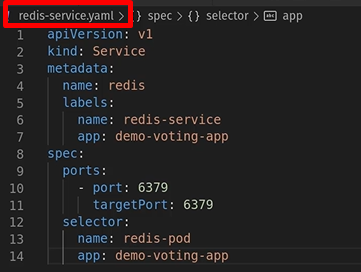 redis-service.yaml > {} spec > {} selector > abc app
1 apiVersion: v1
2 kind: Service
3 metadata:
4   name: redis
5   labels:
6     name: redis-service
7     app: demo-voting-app
8 spec:
9   ports:
10     - port: 6379
11       targetPort: 6379
12   selector:
13     name: redis-pod
14     app: demo-voting-app